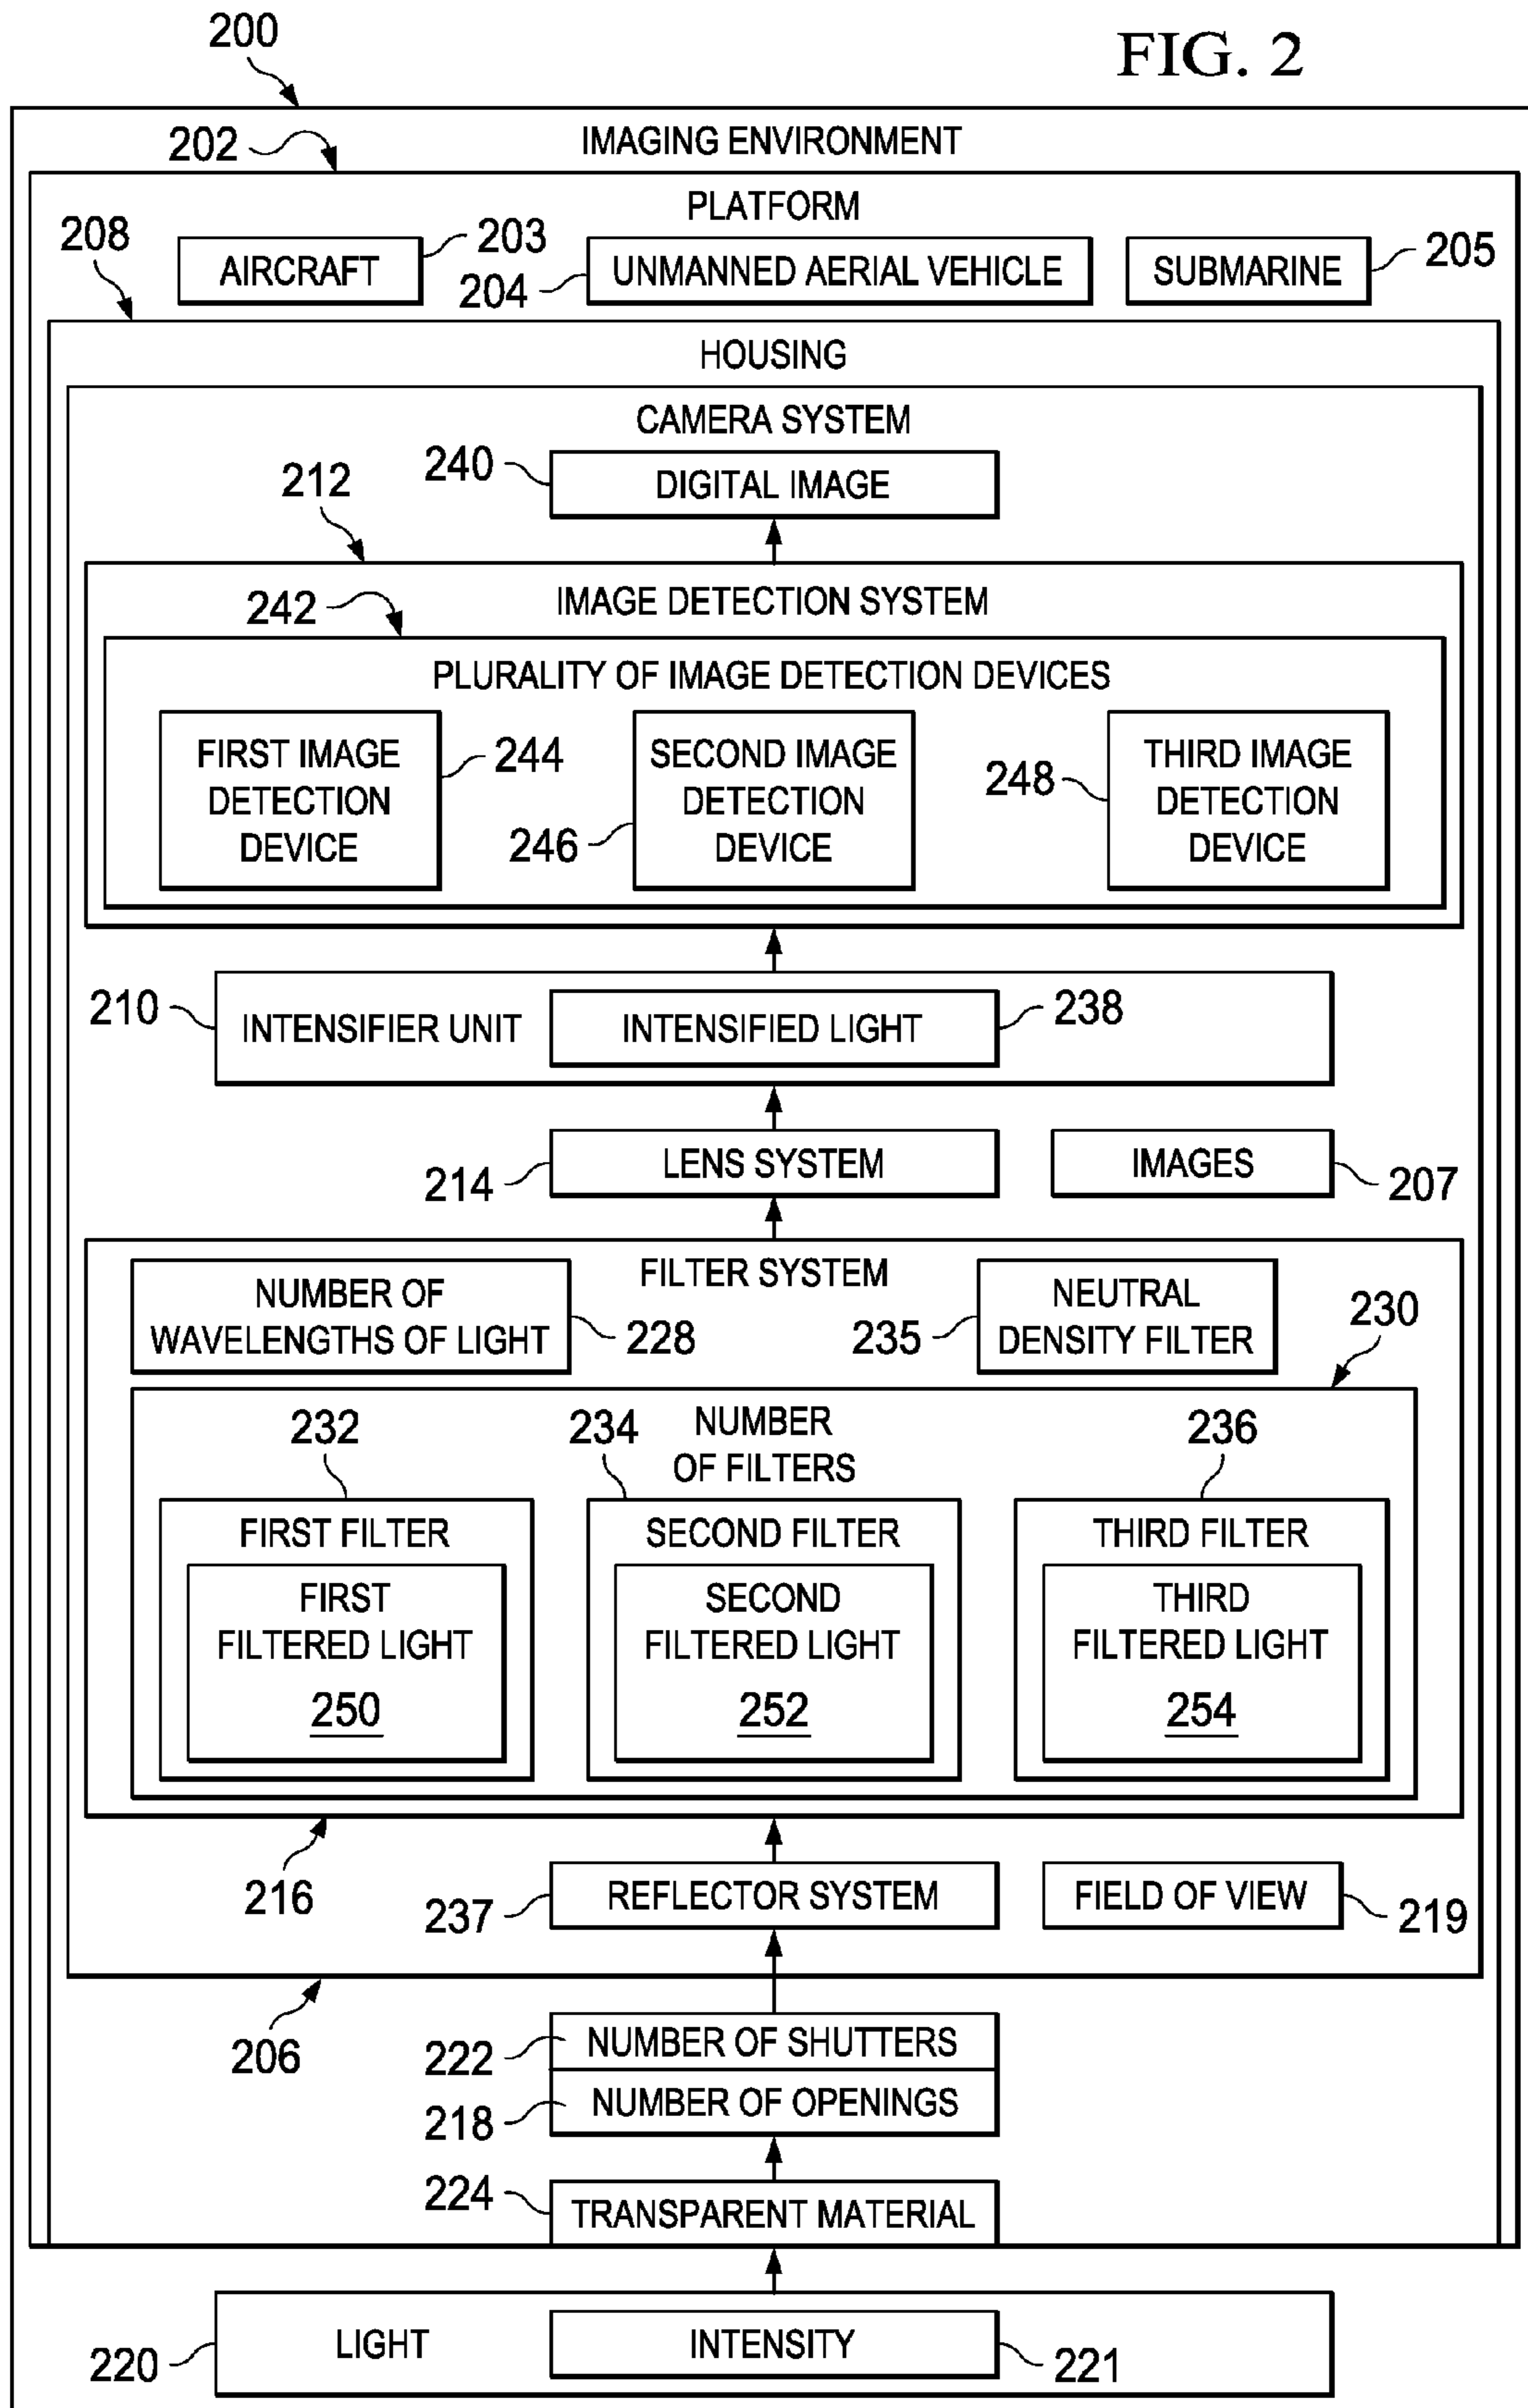 FIG. 2
200
IMAGING ENVIRONMENT
202
PLATFORM
208
AIRCRAFT
203
204
UNMANNED AERIAL VEHICLE
SUBMARINE
205
HOUSING
CAMERA SYSTEM
240
DIGITAL IMAGE
212
IMAGE DETECTION SYSTEM
242
PLURALITY OF IMAGE DETECTION DEVICES
FIRST IMAGE
DETECTION
DEVICE
244
SECOND IMAGE
DETECTION
DEVICE
246
THIRD IMAGE
DETECTION
DEVICE
248
210
INTENSIFIER UNIT
INTENSIFIED LIGHT
238
214
LENS SYSTEM
IMAGES
207
FILTER SYSTEM
NUMBER OF
WAVELENGTHS OF LIGHT
228
235
NEUTRAL
DENSITY FILTER
230
NUMBER
OF FILTERS
232
FIRST FILTER
FIRST
FILTERED LIGHT
250
234
SECOND FILTER
SECOND
FILTERED LIGHT
252
236
THIRD FILTER
THIRD
FILTERED LIGHT
254
216
237
REFLECTOR SYSTEM
FIELD OF VIEW
219
206
222
NUMBER OF SHUTTERS
218
NUMBER OF OPENINGS
224
TRANSPARENT MATERIAL
220
LIGHT
INTENSITY
221